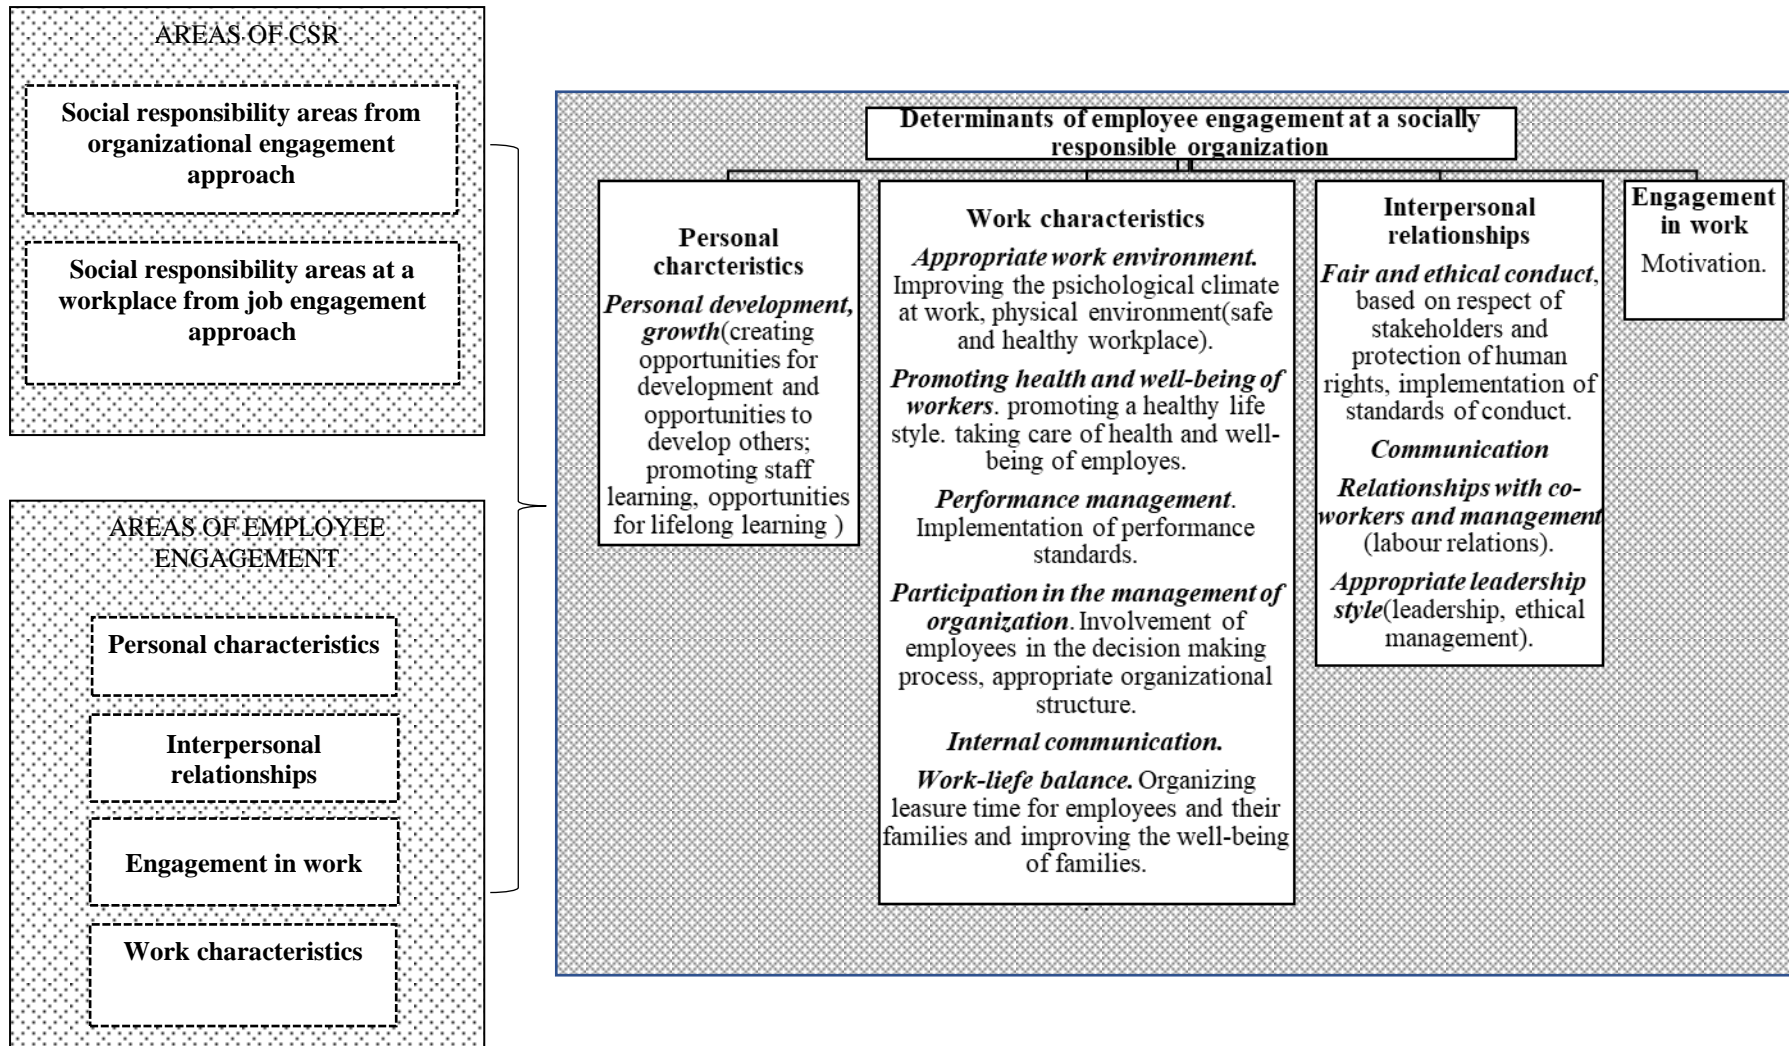 AREAS OF CSR
Social responsibility areas from
organizational engagement
approach
Social responsibility areas at a
workplace from job engagement
approach
AREAS OF EMPLOYEE
ENGAGEMENT
Personal characteristics
Interpersonal
relationships
Engagement in work
Work characteristics
Determinants of employee engagement at a socially
responsible organization
Personal
charcteristics
Personal development,
growth(creating
opportunities for
development and
opportunities to
develop others;
promoting staff
learning, opportunities
for lifelong learning )
Work characteristics
Appropriate work environment.
Improving the psichological climate
at work, physical environment(safe
and healthy workplace).
Promoting health and well-being of
workers. promoting a healthy life
style. taking care of health and well-
being of employes.
Performance management.
Implementation of performance
standards.
Participation in the management of
organization. Involvement of
employees in the decision making
process, appropriate organizational
structure.
Internal communication.
Work-liefe balance. Organizing
leasure time for employees and their
families and improving the well-being
of families.
Interpersonal
relationships
Fair and ethical conduct,
based on respect of
stakeholders and
protection of human
rights, implementation of
standards of conduct.
Communication
Relationships with co-
workers and management
(labour relations).
Appropriate leadership
style(leadership, ethical
management).
Engagement
in work
Motivation.